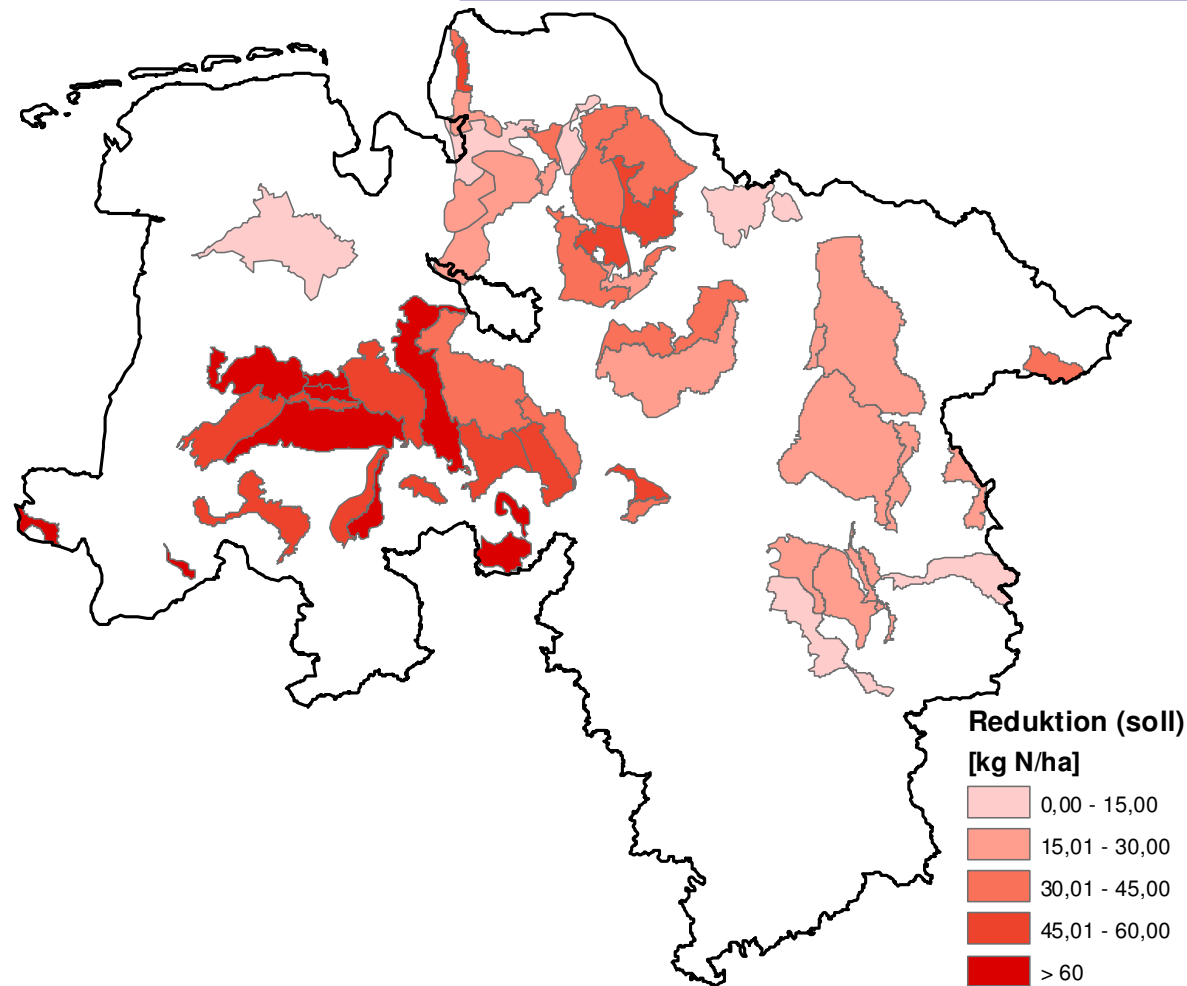 Reduktion (soll)
[kg N/ha]
0,00 - 15,00
15,01 - 30,00
30,01 - 45,00
45,01 - 60,00
> 60